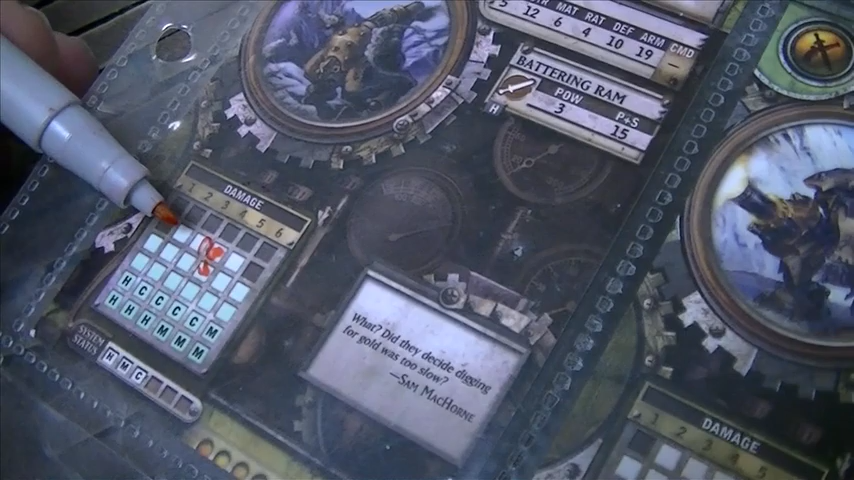 STR MAT RAT DEF ARM CMD
12 6 4 10 19 –
BATTERING RAM
POW P+S
H 3 15
DAMAGE
1 2 3 4 5 6
H C C C C M
H H H M M M
SYSTEM
STATUS
H M C
What? Did they decide digging
for gold was too slow?
—SAM MACHORNE
DAMAGE
1 2 3 4 5